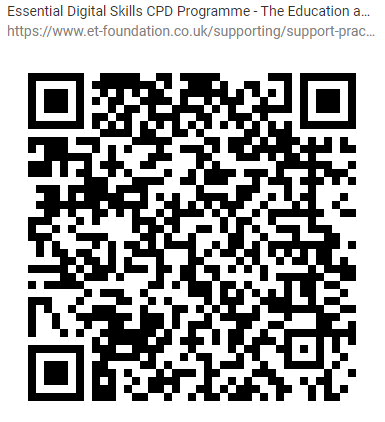 Essential Digital Skills CPD Programme - The Education a...
https://www.et-foundation.co.uk/supporting/support-prac...